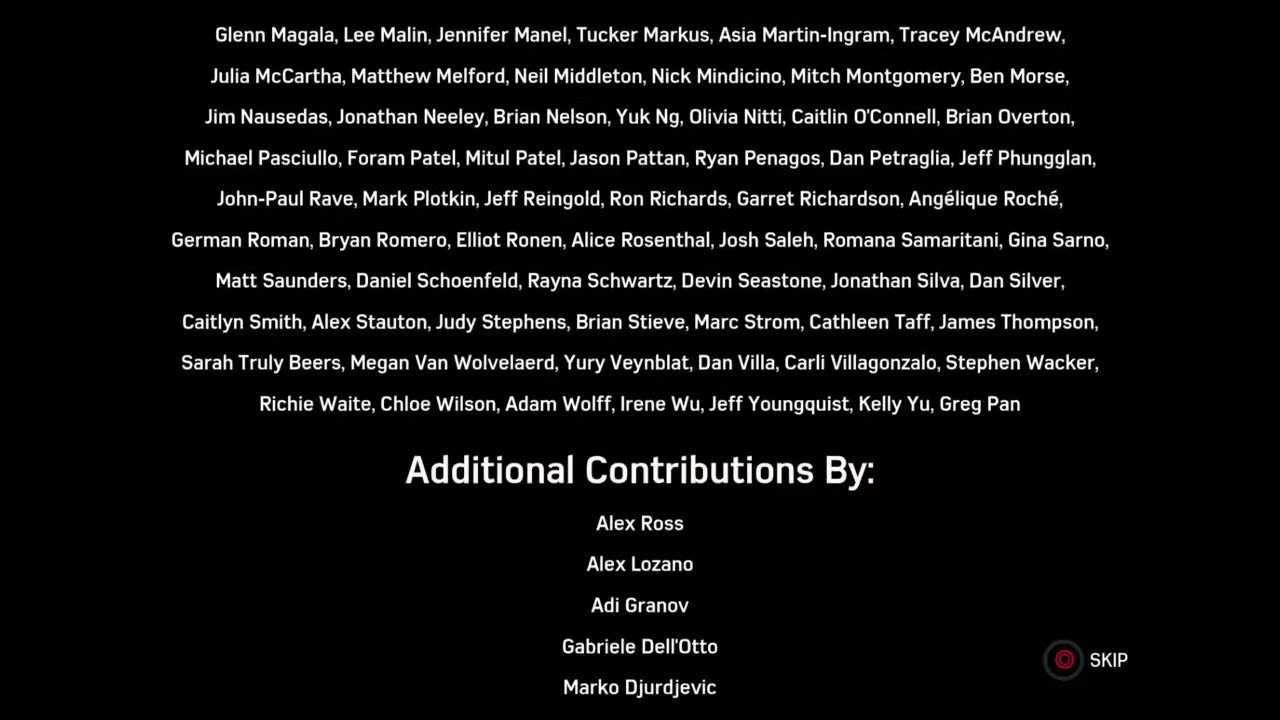 Glenn Magala, Lee Malin, Jennifer Manel, Tucker Markus, Asia Martin-Ingram, Tracey McAndrew,
Julia McCartha, Matthew Melford, Neil Middleton, Nick Mindicino, Mitch Montgomery, Ben Morse,
Jim Nausedas, Jonathan Neeley, Brian Nelson, Yuk Ng, Olivia Nitti, Caitlin O'Connell, Brian Overton,
Michael Pasciullo, Foram Patel, Mitul Patel, Jason Pattan, Ryan Penagos, Dan Petraglia, Jeff Phungglan,
John-Paul Rave, Mark Plotkin, Jeff Reingold, Ron Richards, Garret Richardson, Angélique Roché,
German Roman, Bryan Romero, Elliot Ronen, Alice Rosenthal, Josh Saleh, Romana Samaritani, Gina Sarno,
Matt Saunders, Daniel Schoenfeld, Rayna Schwartz, Devin Seastone, Jonathan Silva, Dan Silver,
Caitlyn Smith, Alex Stauton, Judy Stephens, Brian Stieve, Marc Strom, Cathleen Taff, James Thompson,
Sarah Truly Beers, Megan Van Wolvelaerd, Yury Veynblat, Dan Villa, Carli Villagonzalo, Stephen Wacker,
Richie Waite, Chloe Wilson, Adam Wolff, Irene Wu, Jeff Youngquist, Kelly Yu, Greg Pan
Additional Contributions By:
Alex Ross
Alex Lozano
Adi Granov
Gabriele Dell'Otto
SKIP
Marko Djurdjevic